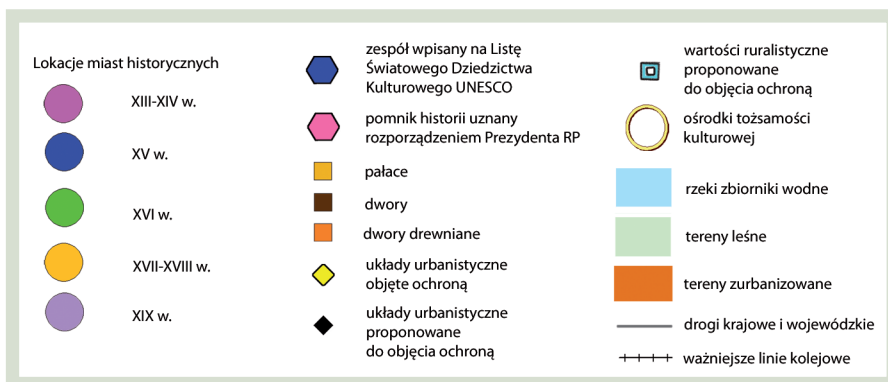 Lokacje miast historycznych
XIII-XIV w.
XV w.
XVI w.
XVII-XVIII w.
XIX w.
zespół wpisany na Listę
Światowego Dziedzictwa
Kulturowego UNESCO
pomnik historii uznany
rozporządzeniem Prezydenta RP
pałace
dwory
dwory drewniane
układy urbanistyczne
objęte ochroną
układy urbanistyczne
proponowane
do objęcia ochroną
wartości ruralistyczne
proponowane
do objęcia ochroną
ośrodki tożsamości
kulturowej
rzeki zbiorniki wodne
tereny leśne
tereny zurbanizowane
drogi krajowe i wojewódzkie
ważniejsze linie kolejowe